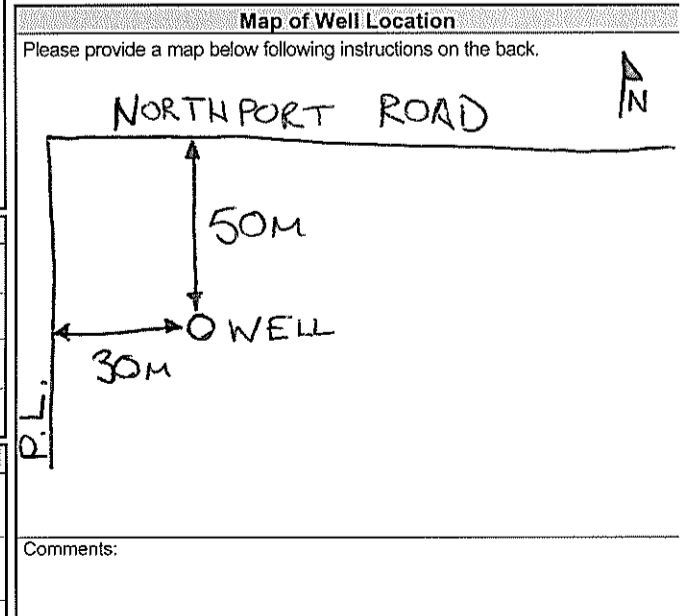 Map of Well Location
Please provide a map below following instructions on the back.
N
NORTHPORT ROAD
50M
WELL
30M
P.L.
Comments: